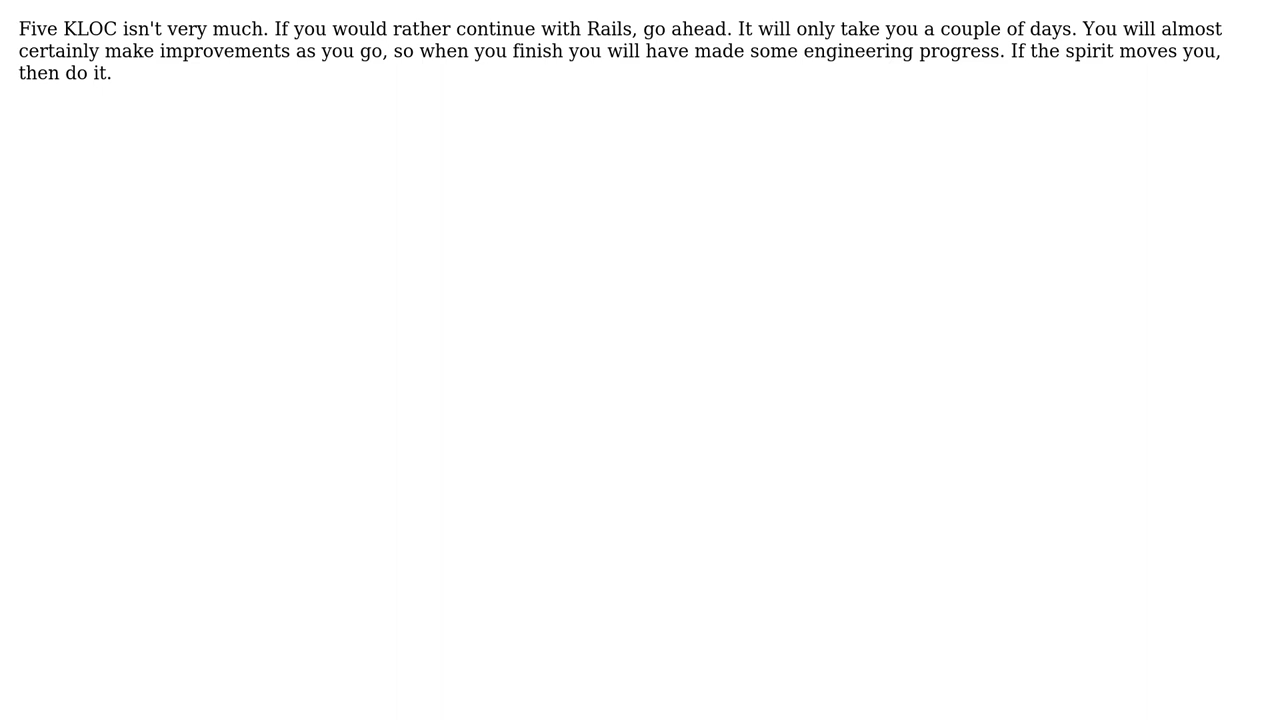 Five KLOC isn't very much. If you would rather continue with Rails, go ahead. It will only take you a couple of days. You will almost
certainly make improvements as you go, so when you finish you will have made some engineering progress. If the spirit moves you,
then do it.